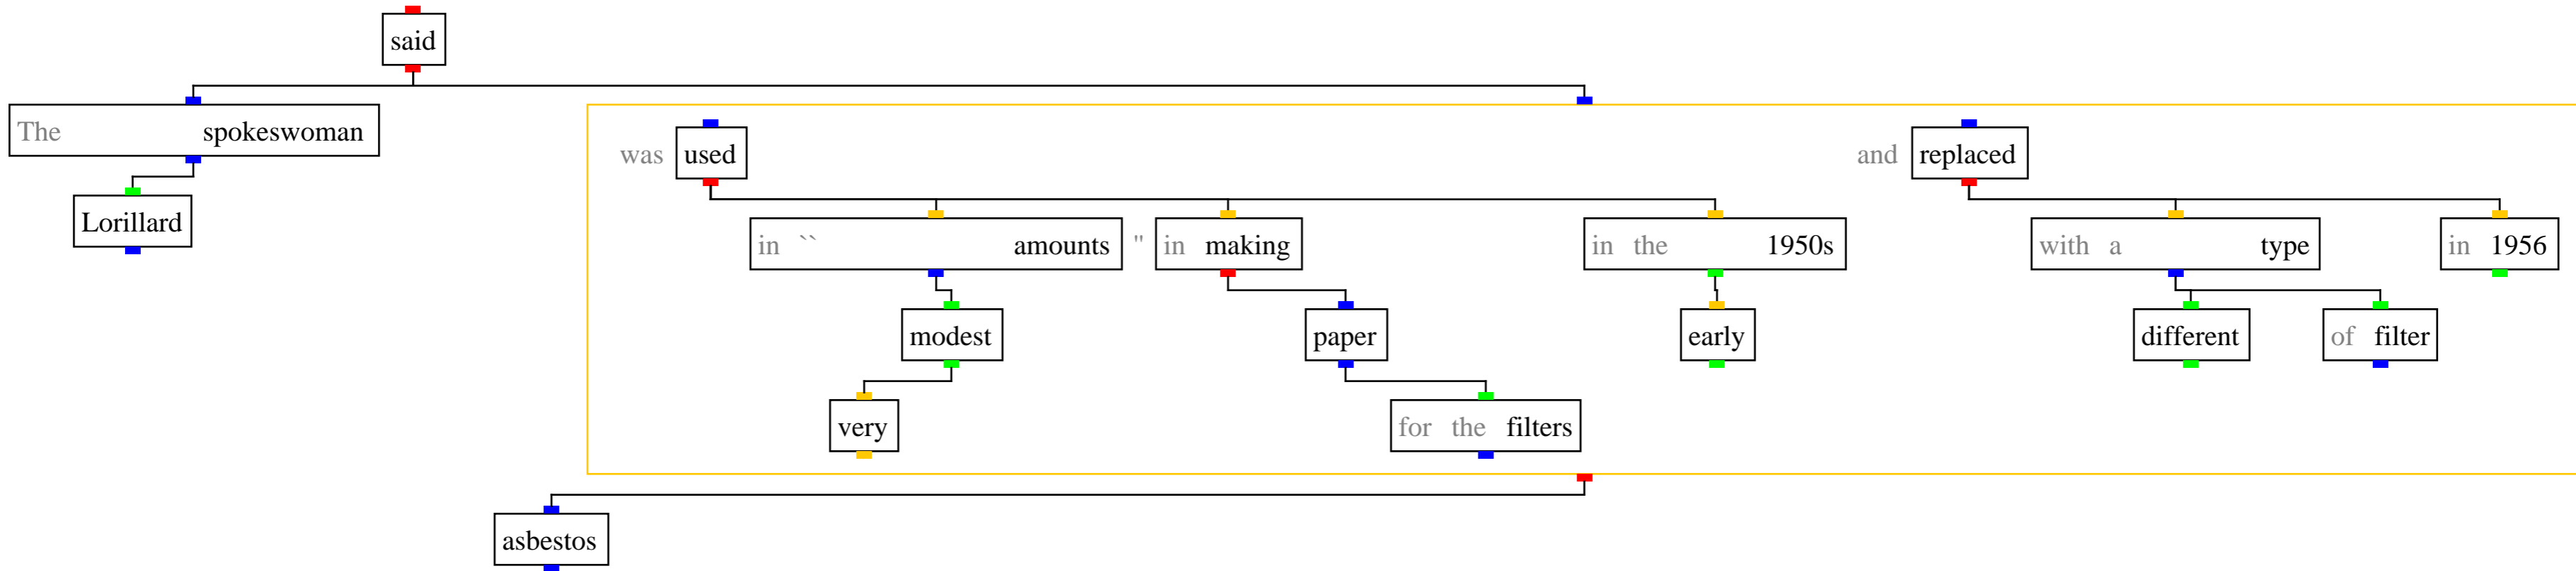 said
The spokeswoman
was used and replaced
Lorillard
in `` amounts " in making in the 1950s with a type in 1956
modest paper early different of filter
very for the filters
asbestos